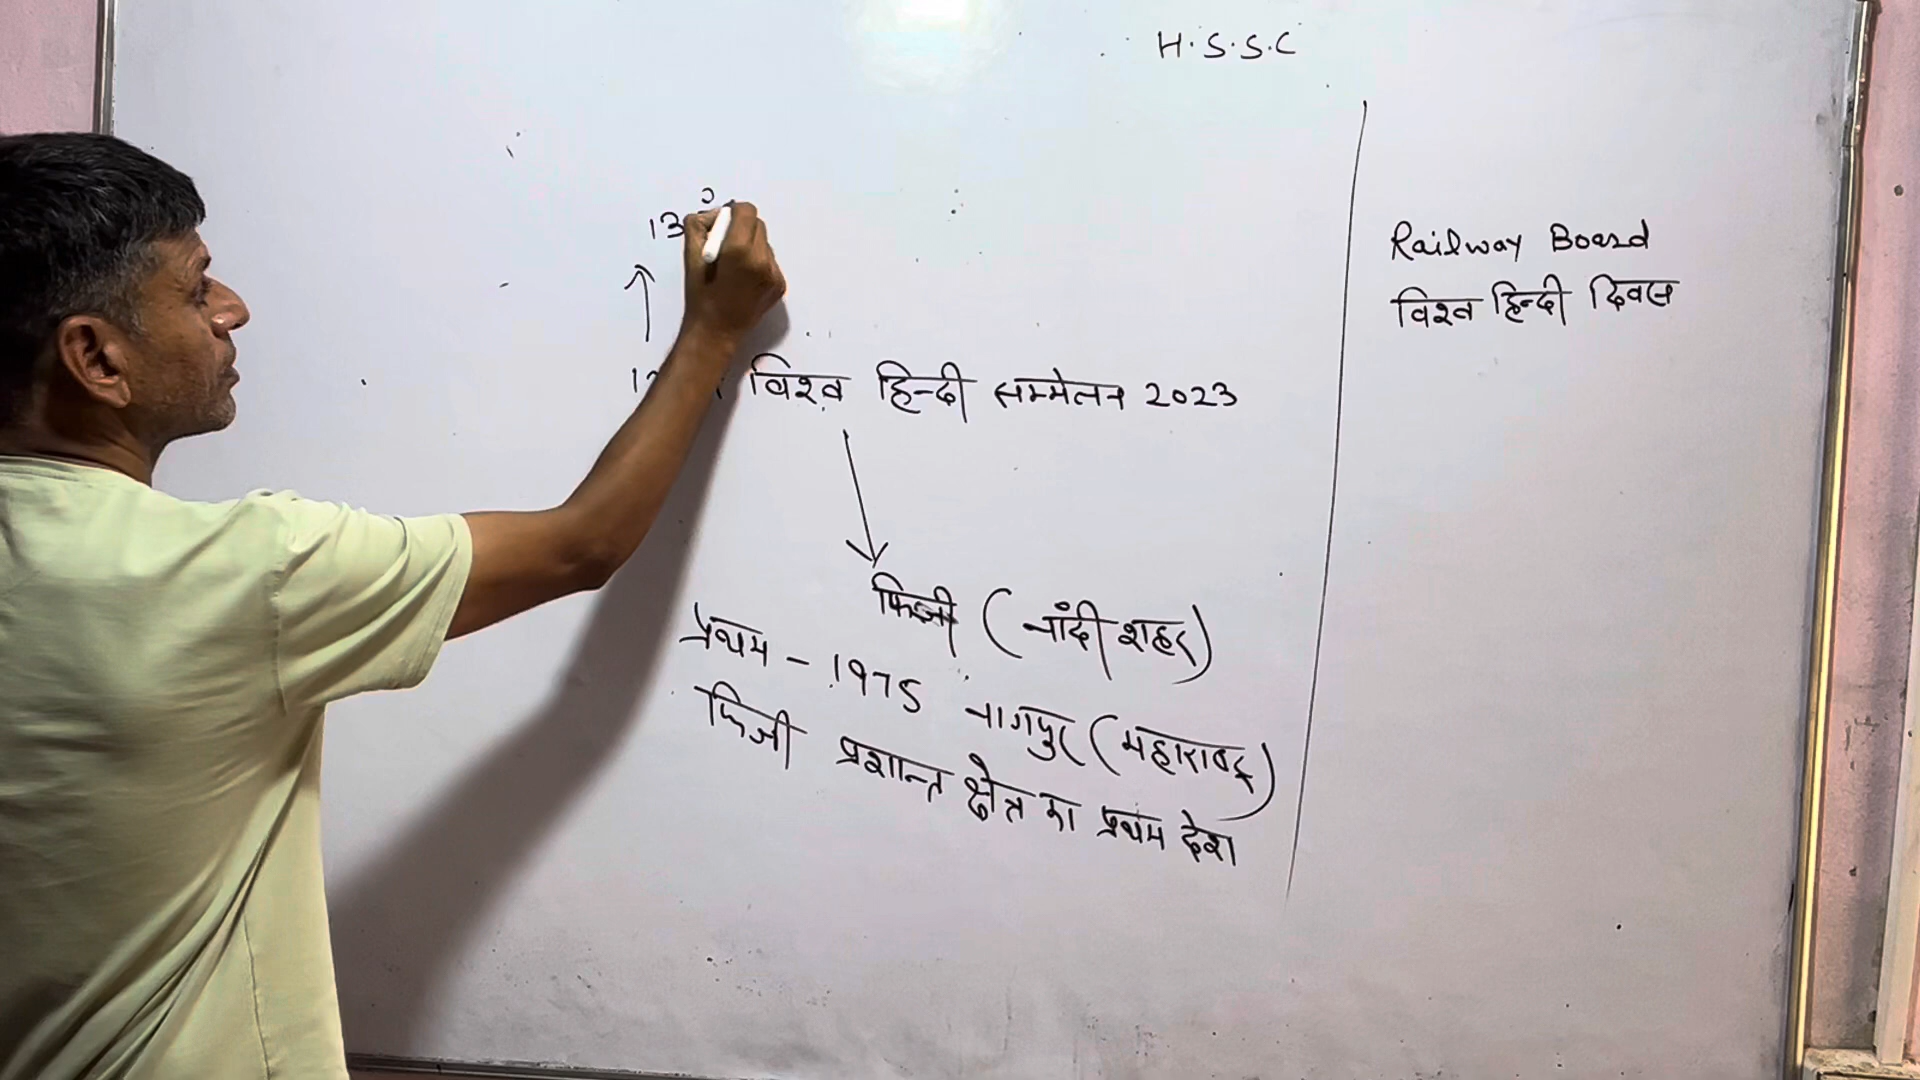 H.S.S.C
13
विश्व हिन्दी सम्मेलन 2023
फिजी (नांदी शहर)
प्रथम - 1975 नागपुर (महाराष्ट्र)
फिजी प्रशान्त क्षेत्र का प्रथम देश
Railway Board
विश्व हिन्दी दिवस